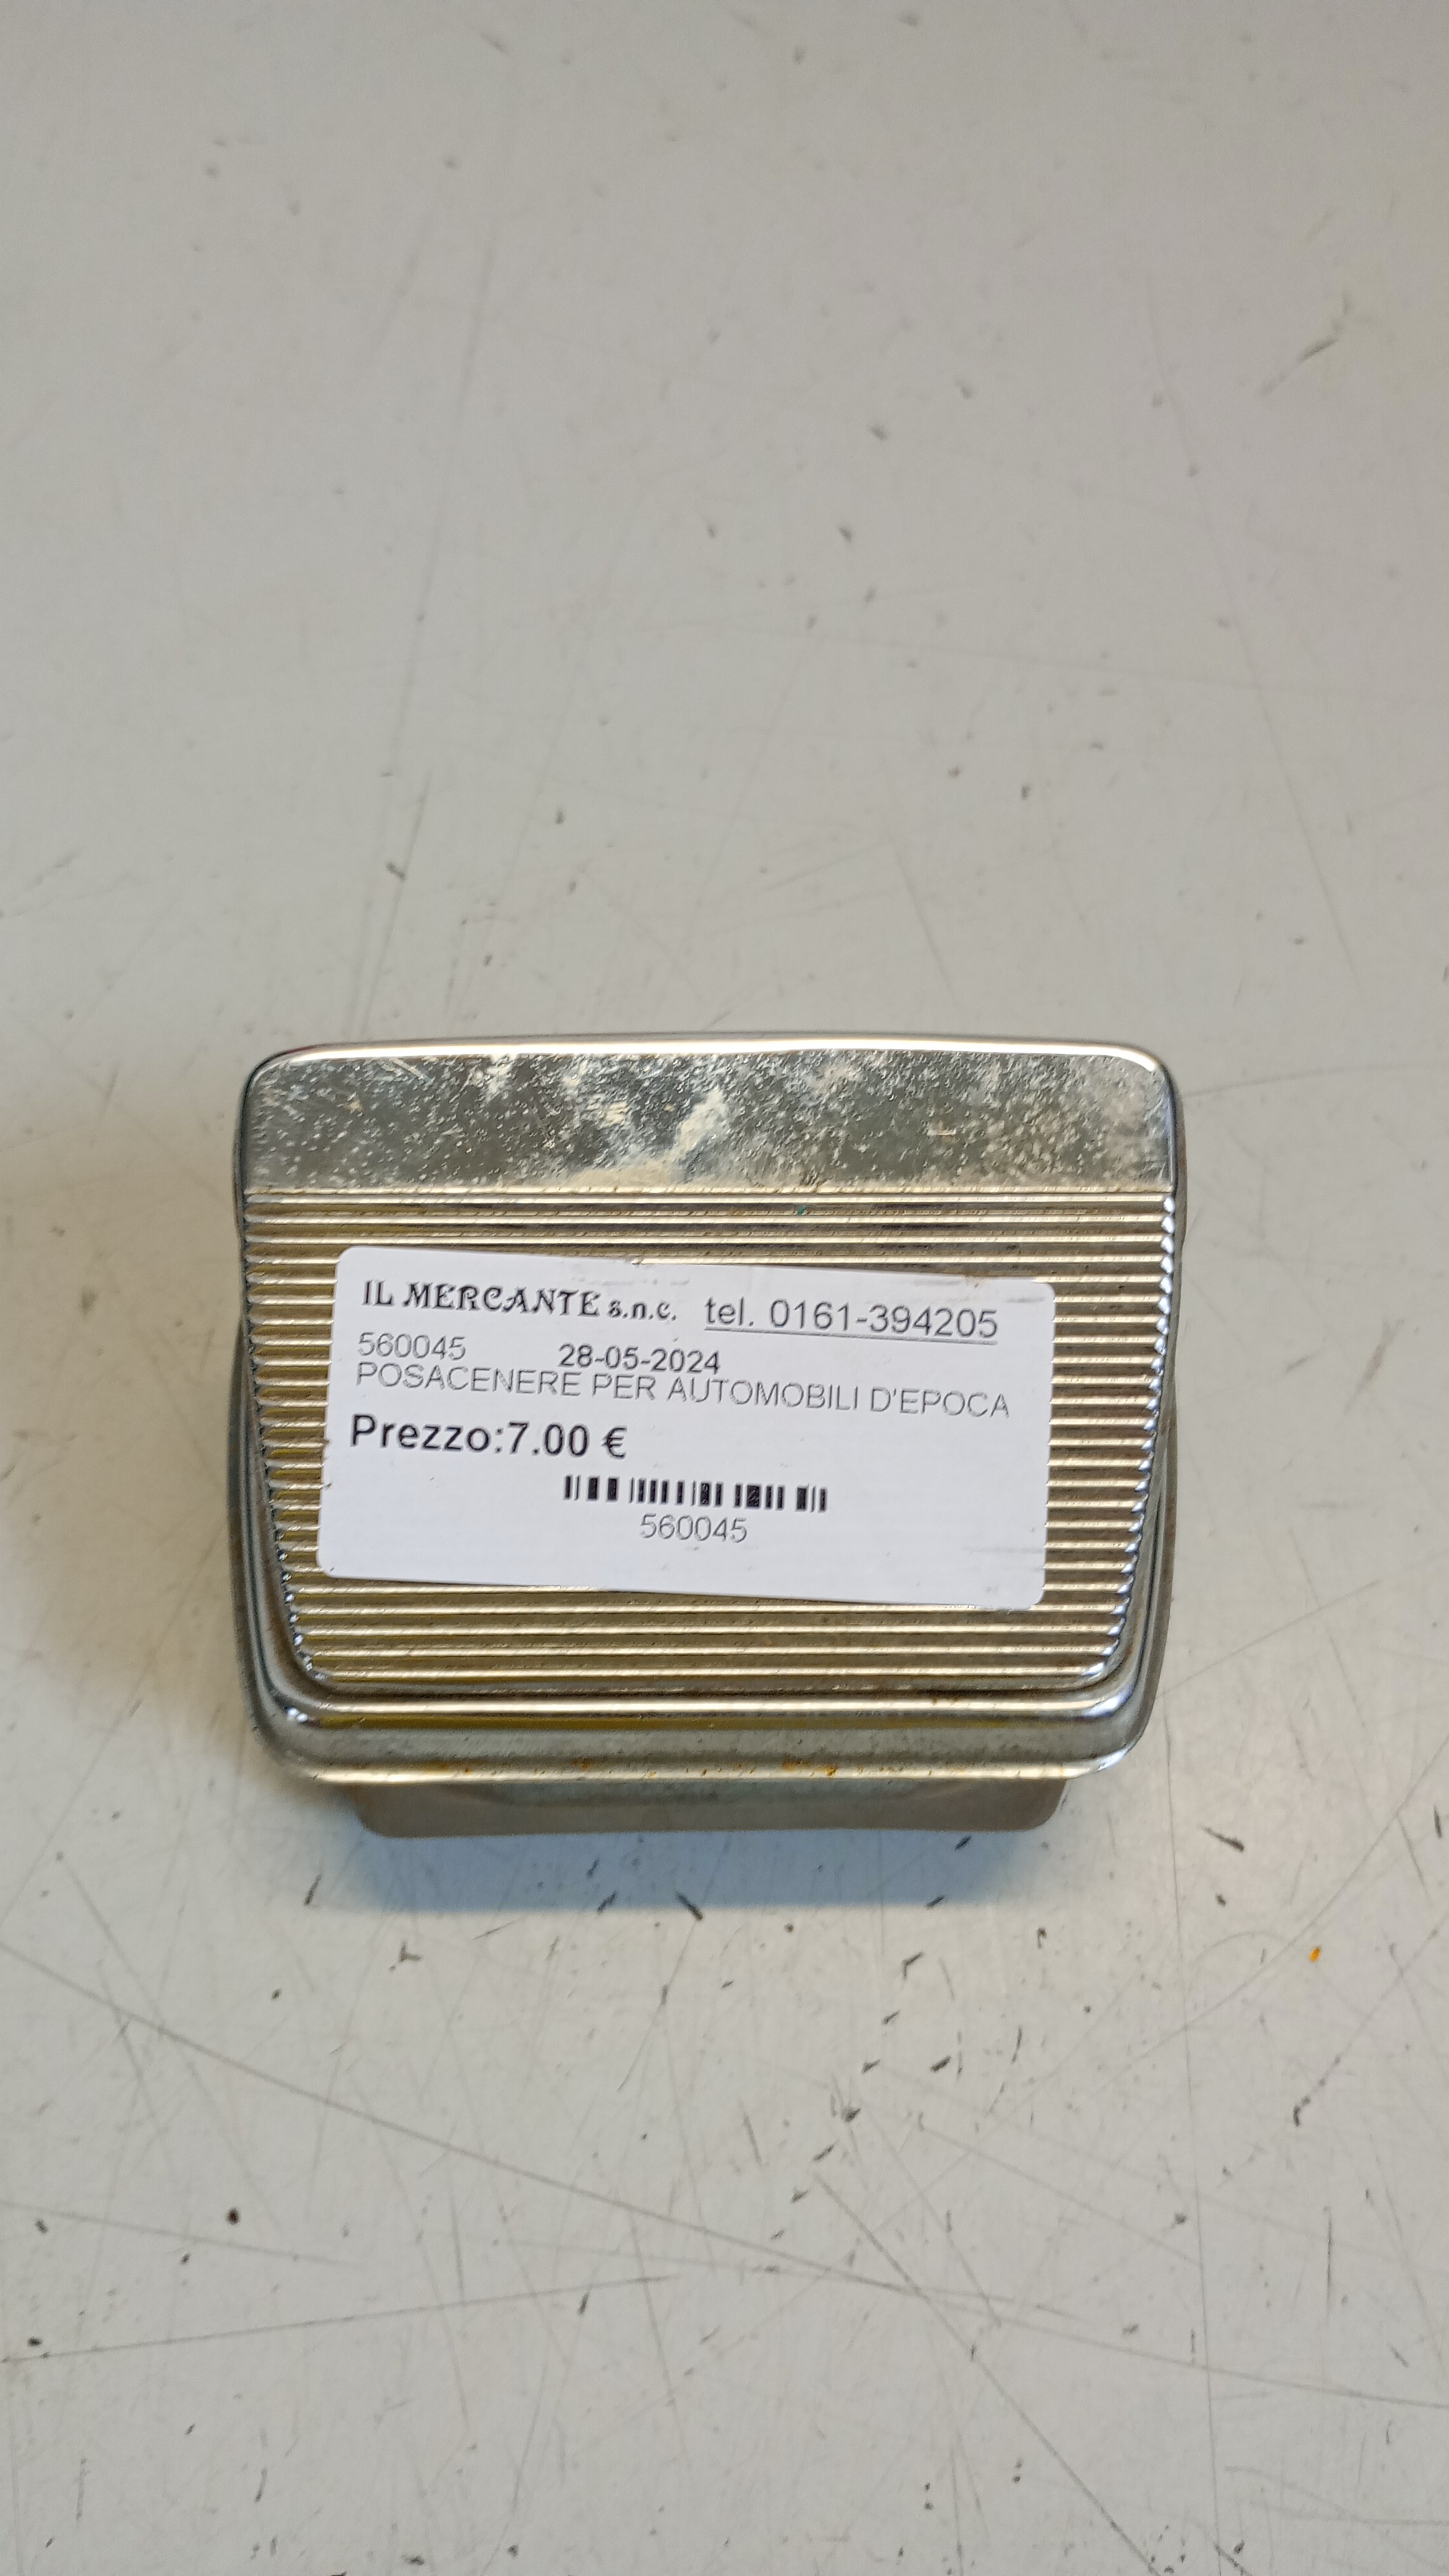 IL MERCANTE s.n.c. tel. 0161-394205
560045 28-05-2024
POSACENERE PER AUTOMOBILI D'EPOCA
Prezzo:7.00 €
560045